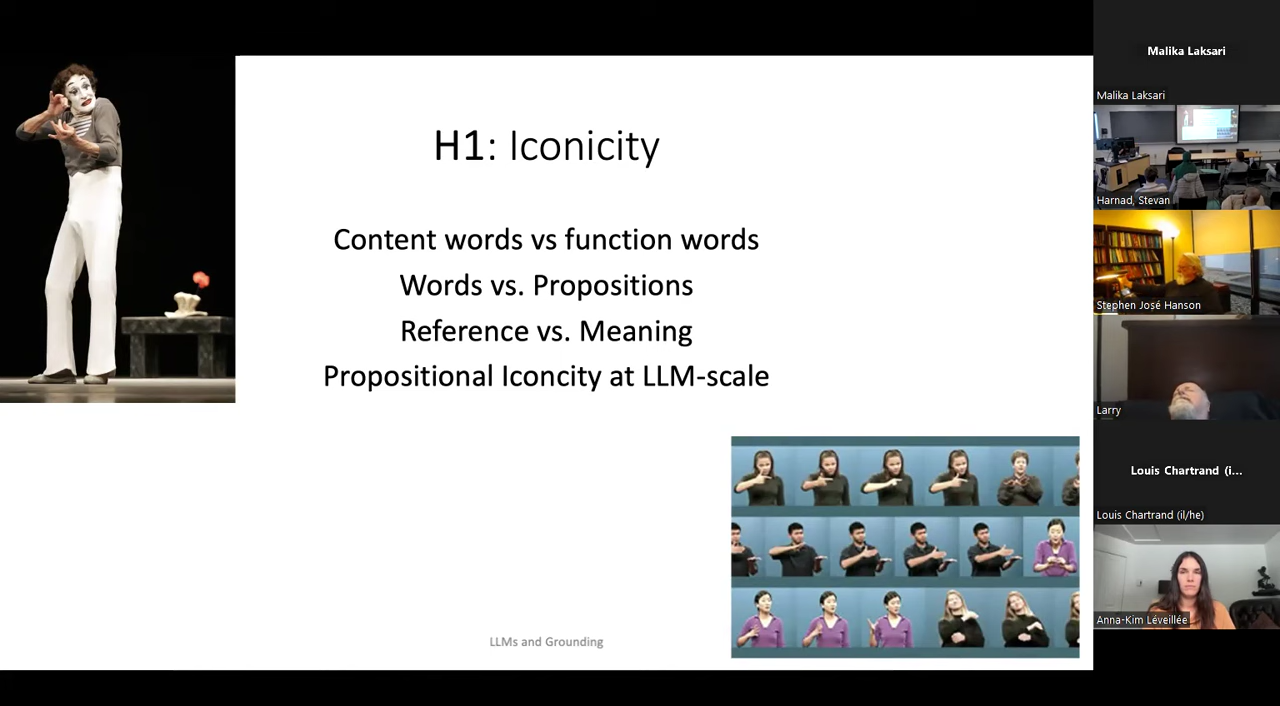 H1: Iconicity
Content words vs function words
Words vs. Propositions
Reference vs. Meaning
Propositional Iconcity at LLM-scale
LLMs and Grounding
Malika Laksari
Malika Laksari
Harnad, Stevan
Stephen José Hanson
Larry
Louis Chartrand (i...
Louis Chartrand (il/he)
Anna-Kim Léveillée